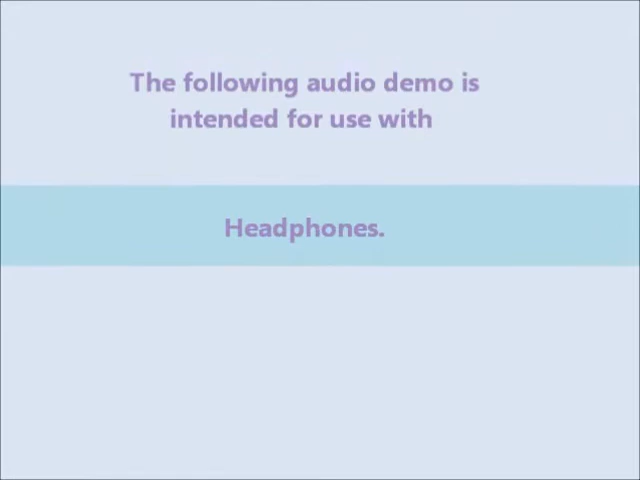 The following audio demo is
intended for use with
Headphones.